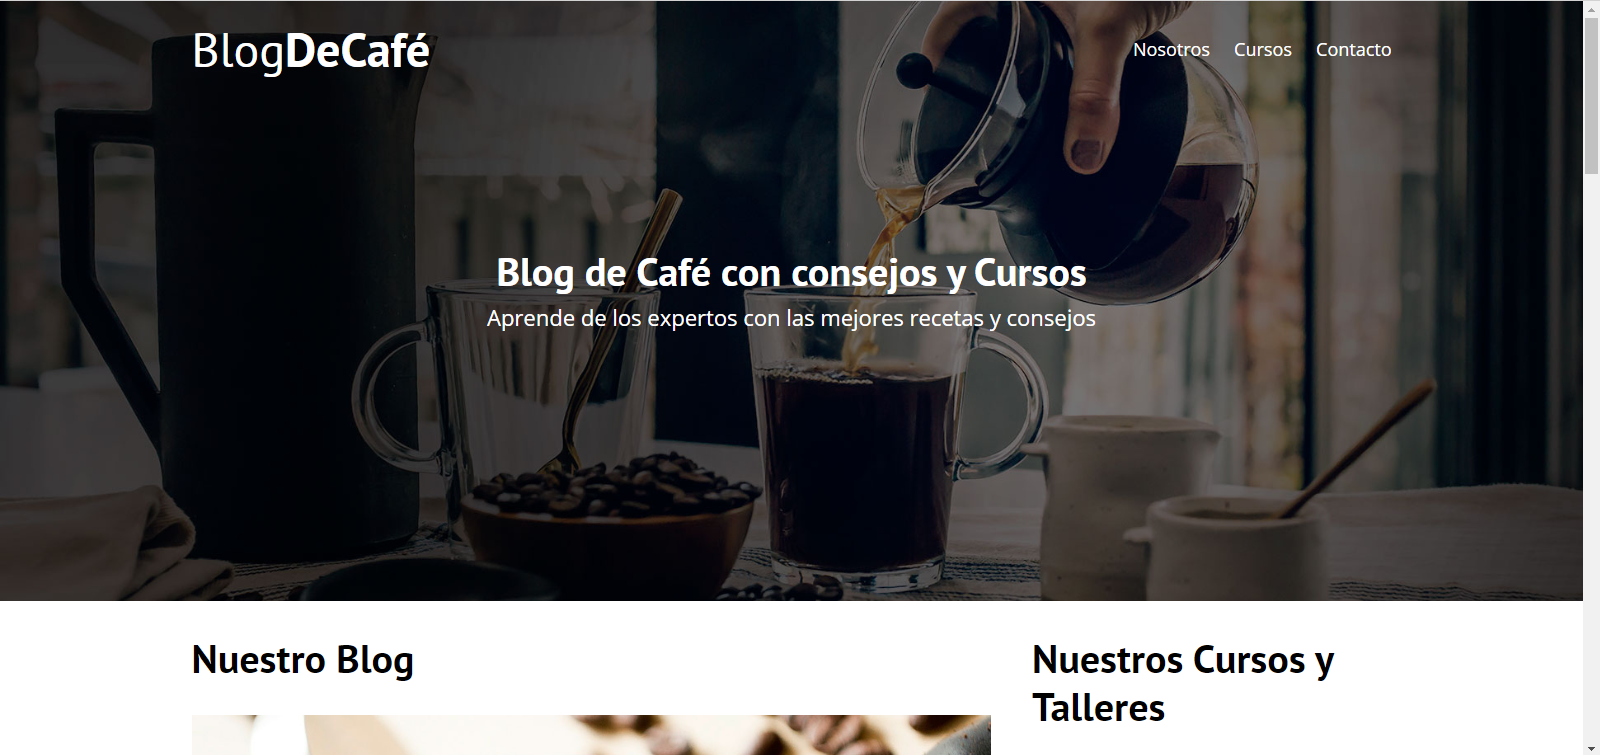 BlogDeCafé
Nosotros Cursos Contacto
Blog de Café con consejos y Cursos
Aprende de los expertos con las mejores recetas y consejos
Nuestro Blog
Nuestros Cursos y
Talleres